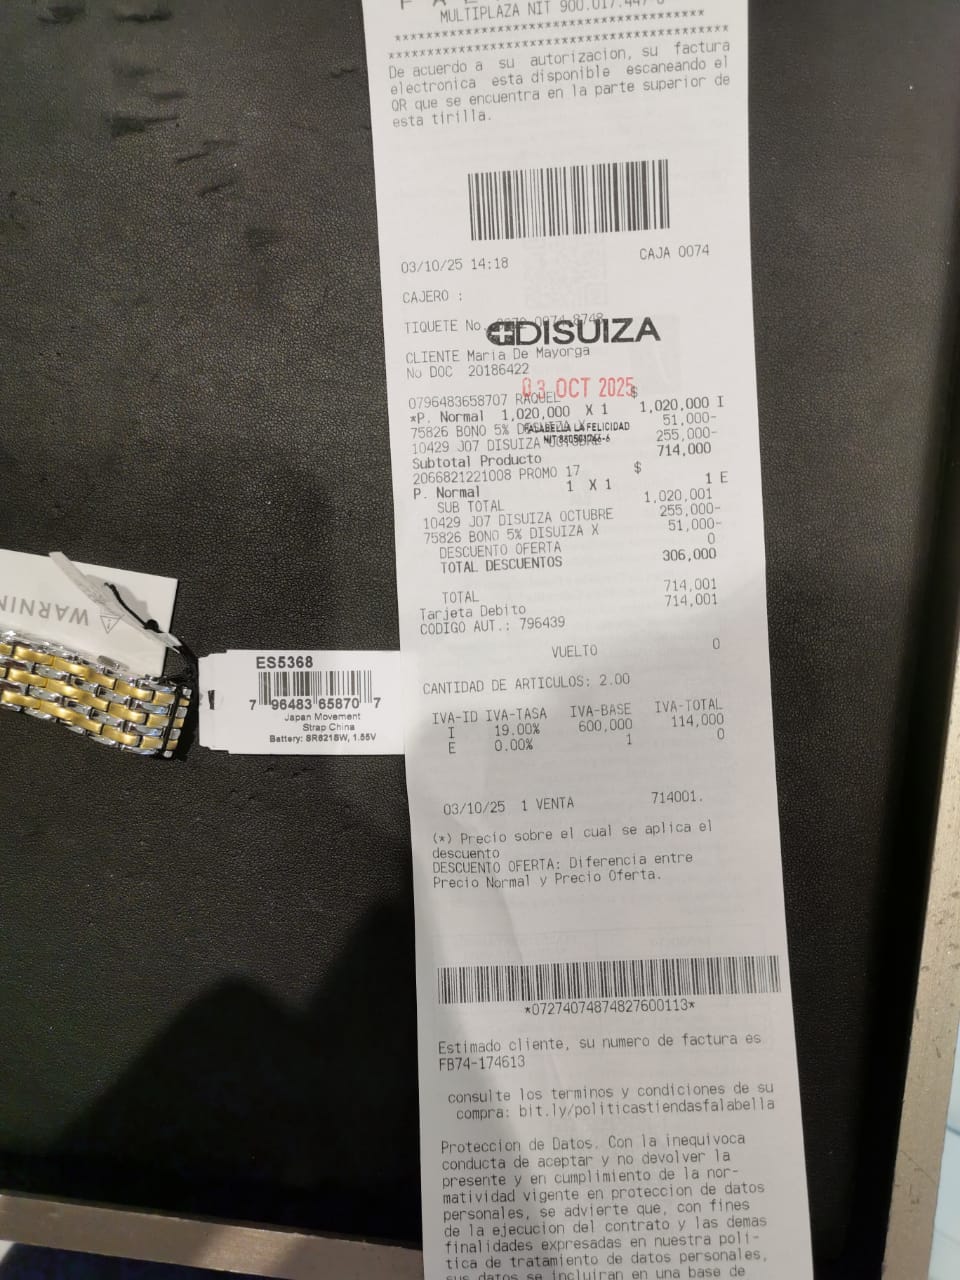 MULTIPLAZA NIT 900.017.447-8
****************************************
****************************************
De acuerdo a su autorizacion, su factura
electronica esta disponible escaneando el
QR que se encuentra en la parte superior de
esta tirilla.
03/10/25 14:18 CAJA 0074
CAJERO :
TIQUETE No.
DISUIZA
CLIENTE Maria De Mayorga
No DOC 20186422
03 OCT 2025
0796483658707 RAQUEL $
*P. Normal 1,020,000 X 1 1,020,000 I
75826 BONO 5% DISUIZA X 51,000-
FALABELLA LA FELICIDAD
10429 J07 DISUIZA OCTUBRE 255,000-
Subtotal Producto 714,000
2066821221008 PROMO 17 $
P. Normal 1 X 1 1 E
SUB TOTAL 1,020,001
10429 J07 DISUIZA OCTUBRE 255,000-
75826 BONO 5% DISUIZA X 51,000-
DESCUENTO OFERTA 0
TOTAL DESCUENTOS 306,000
TOTAL 714,001
Tarjeta Debito 714,001
CODIGO AUT.: 796439
VUELTO 0
CANTIDAD DE ARTICULOS: 2.00
IVA-ID IVA-TASA IVA-BASE IVA-TOTAL
I 19.00% 600,000 114,000
E 0.00% 1 0
03/10/25 1 VENTA 714001.
(*) Precio sobre el cual se aplica el
descuento
DESCUENTO OFERTA: Diferencia entre
Precio Normal y Precio Oferta.
*07274074874827600113*
Estimado cliente, su numero de factura es
FB74-174613
consulte los terminos y condiciones de su
compra: bit.ly/politicastiendasfalabella
Proteccion de Datos. Con la inequivoca
conducta de aceptar y no devolver la
presente y en cumplimiento de la nor-
matividad vigente en proteccion de datos
personales, se advierte que, con fines
de la ejecucion del contrato y las demas
finalidades expresadas en nuestra poli-
tica de tratamiento de datos personales,
sus datos se incluiran en una base de
WARNIN
ES5368
7 96483 65870 7
Japan Movement
Strap China
Battery: SR621SW, 1.55V